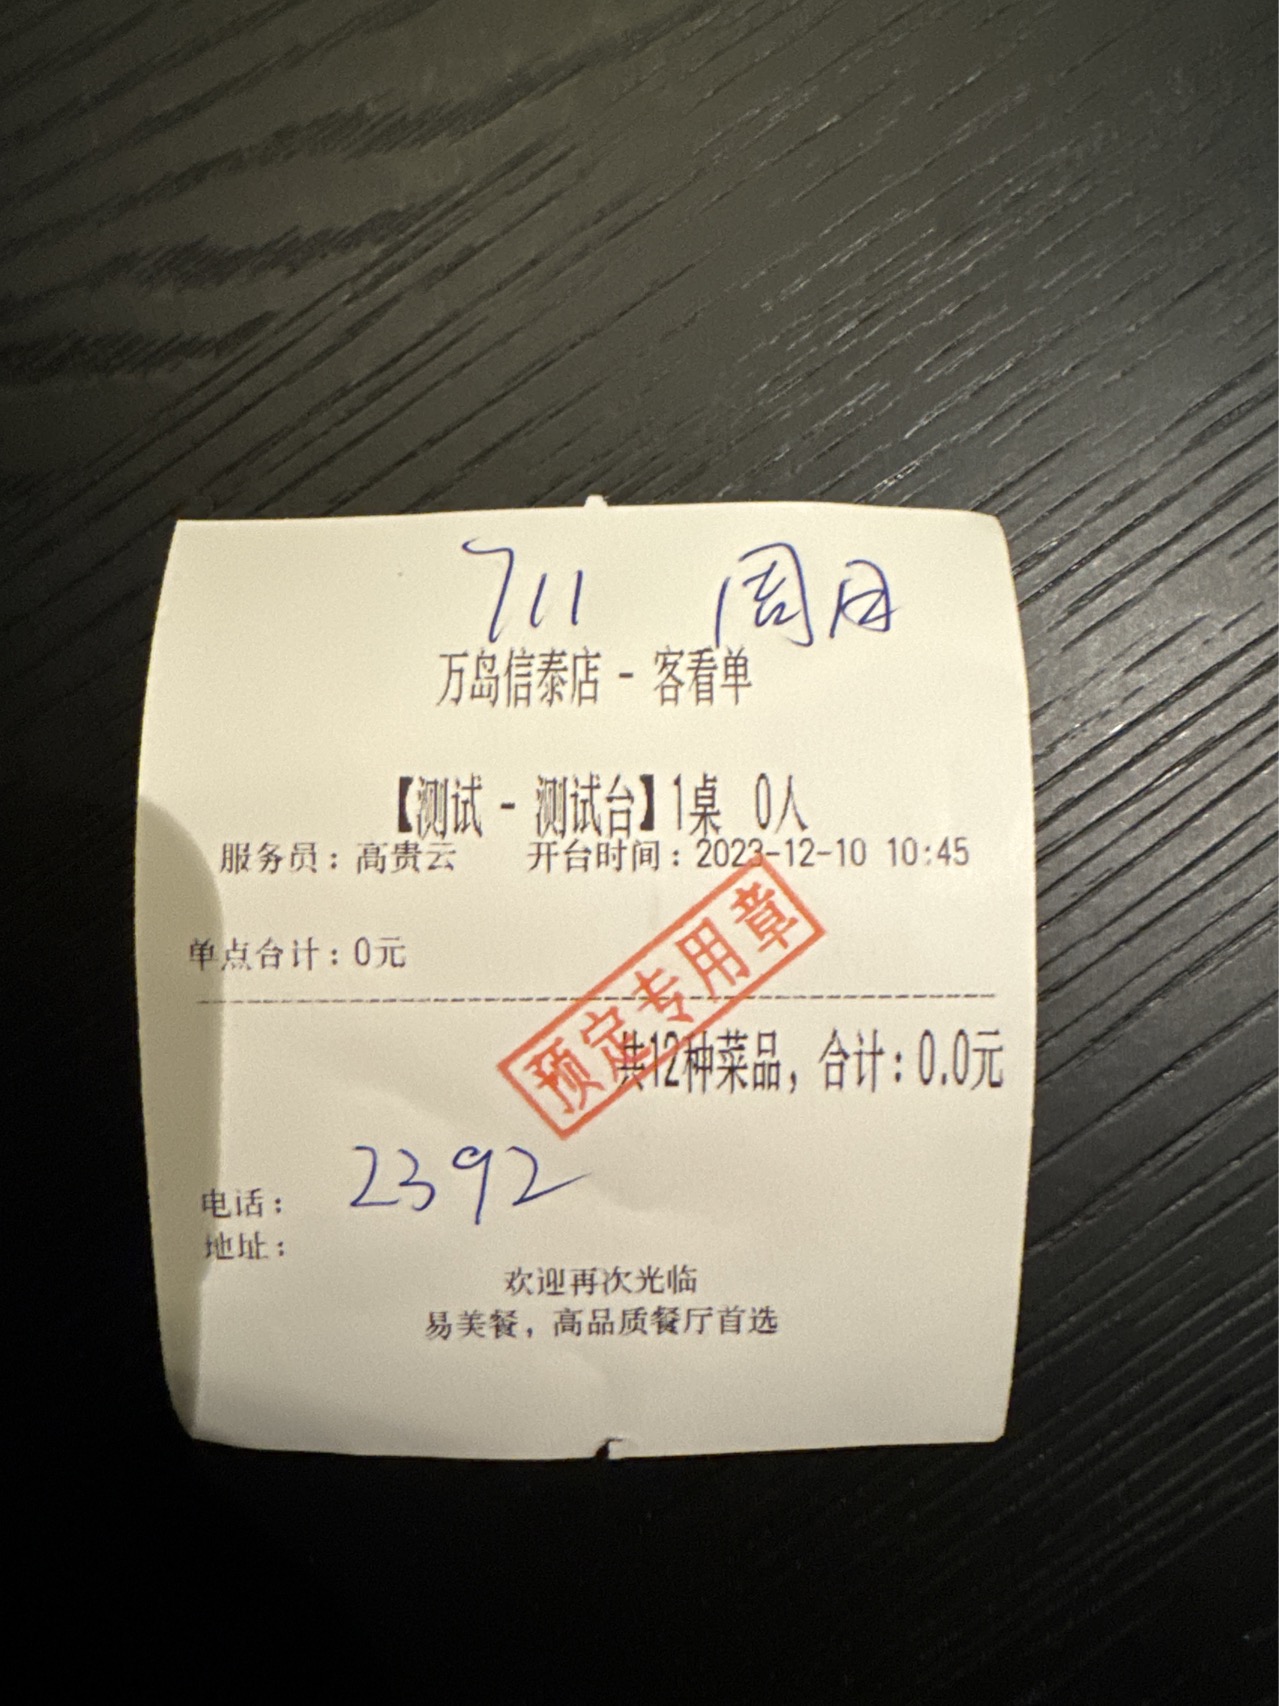 711 周日
万岛信泰店 - 客看单
【测试 - 测试台】1桌 0人
服务员：高贵云 开台时间：2023-12-10 10:45
单点合计：0元
预定专用章
共12种菜品，合计：0.0元
2392
电话：
地址：
欢迎再次光临
易美餐，高品质餐厅首选